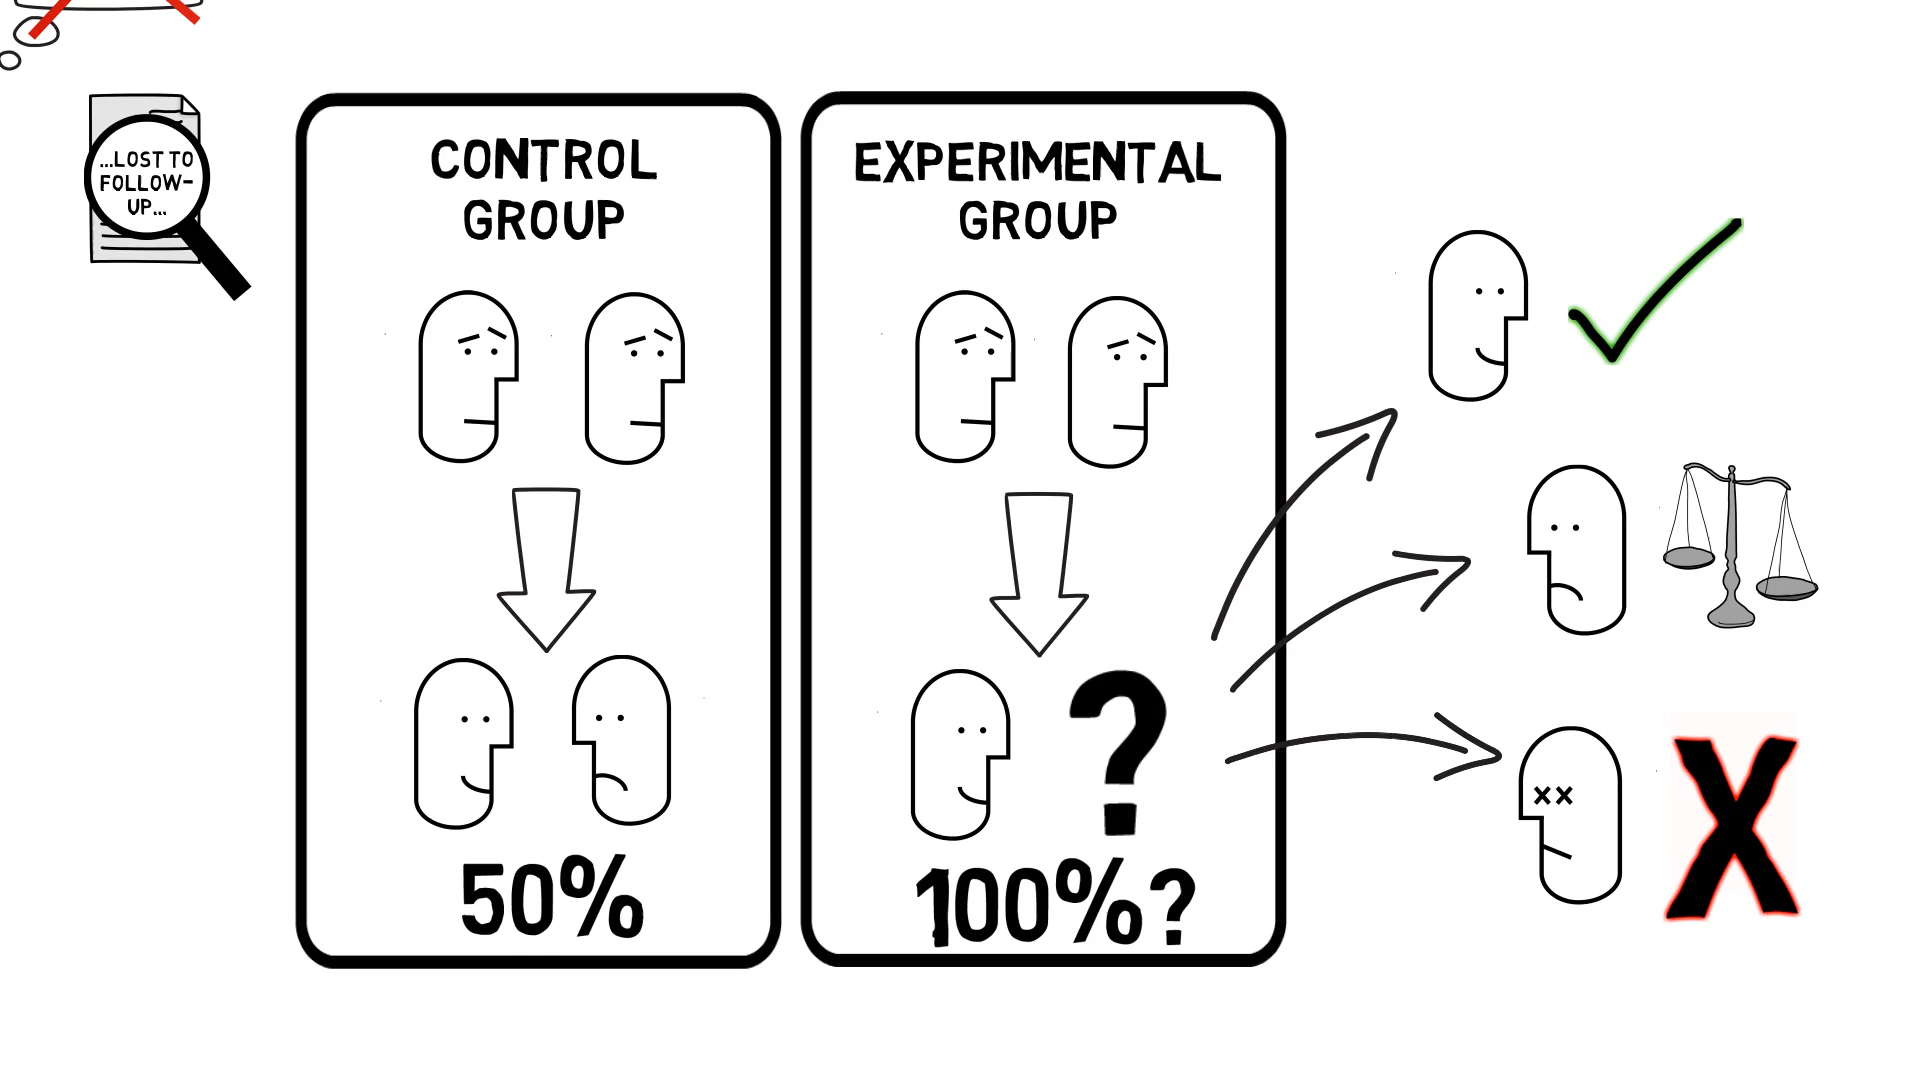 ...LOST TO
FOLLOW-
UP...
CONTROL
GROUP
50%
EXPERIMENTAL
GROUP
?
100%?
X